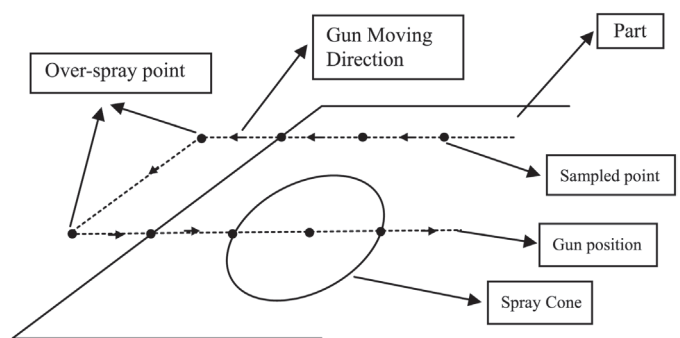 Part
Gun Moving
Direction
Over-spray point
Sampled point
Gun position
Spray Cone